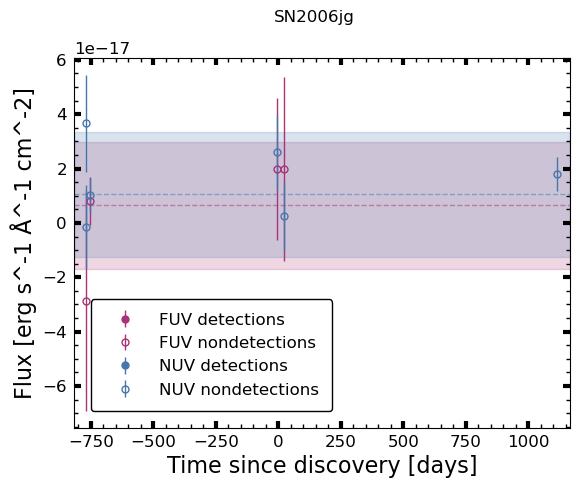 SN2006jg
1e−17
6
4
2
0
−2
−4
−6
Flux [erg s^-1 Å^-1 cm^-2]
FUV detections
FUV nondetections
NUV detections
NUV nondetections
−750 −500 −250 0 250 500 750 1000
Time since discovery [days]